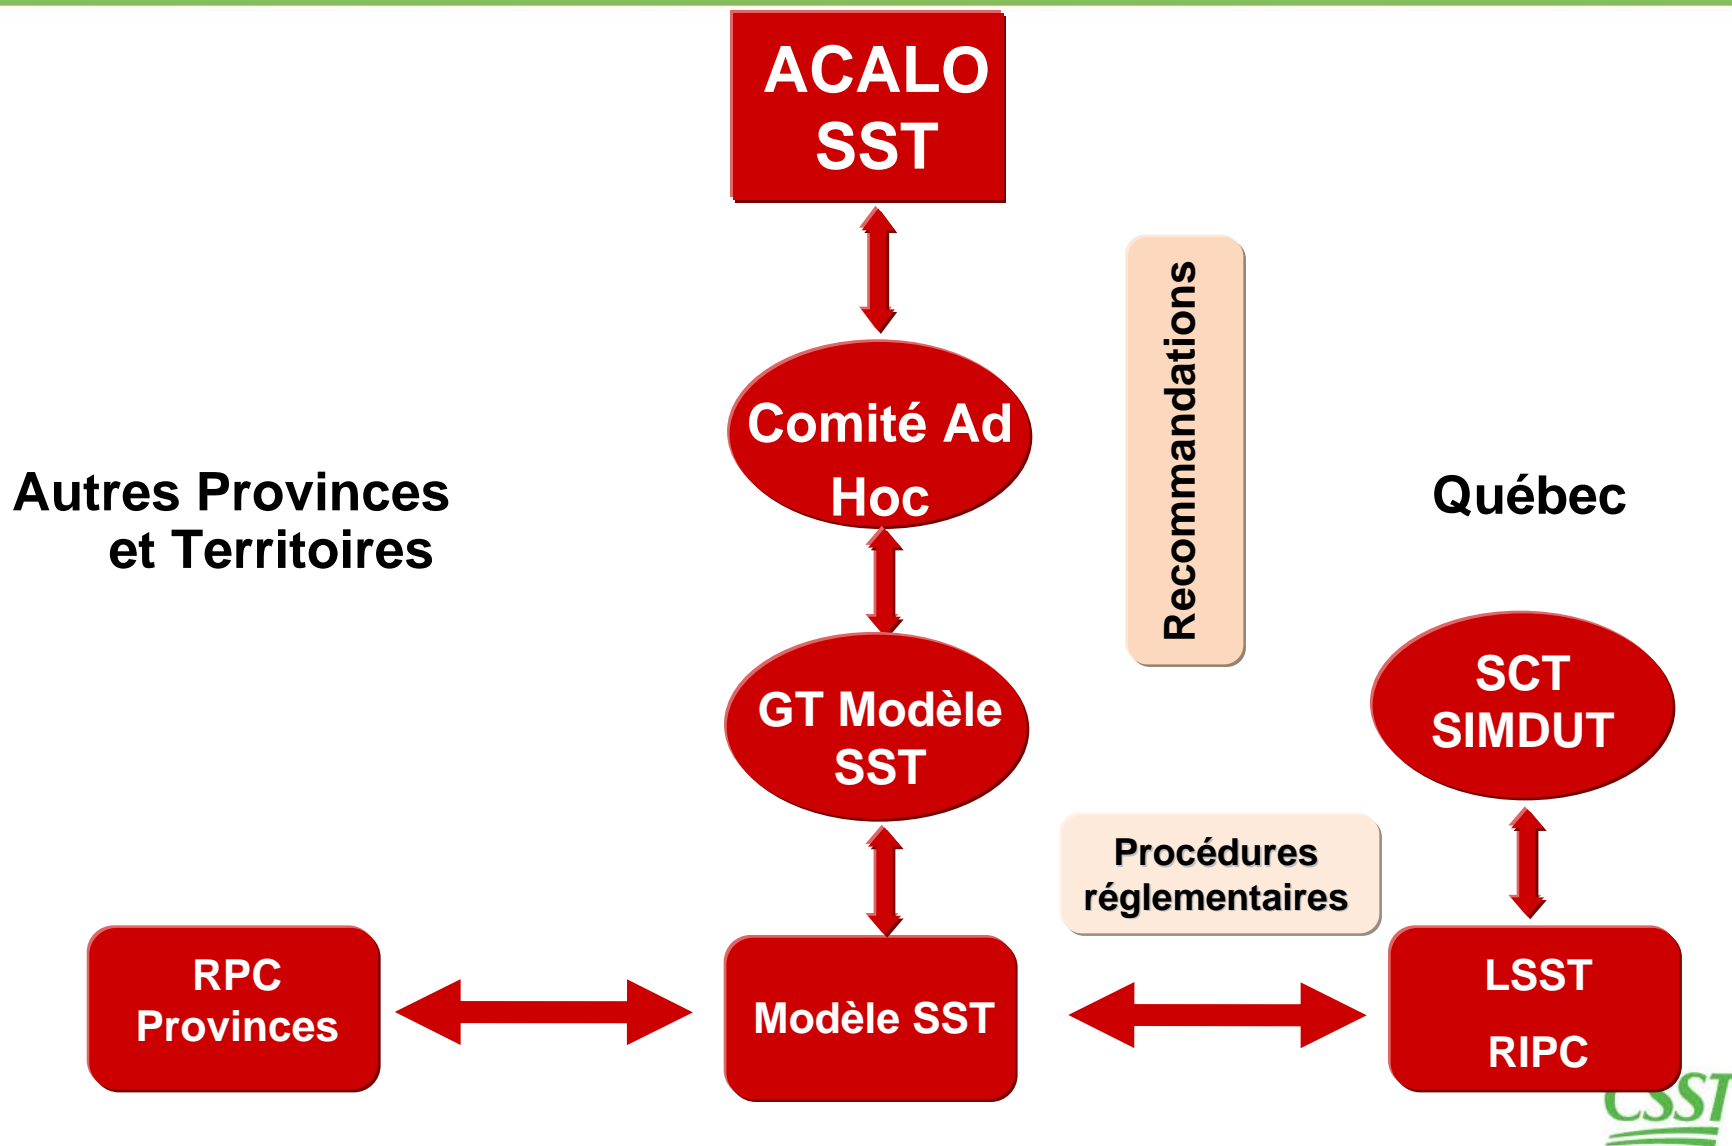 ACALO
SST
Recommandations
Comité Ad
Hoc
Autres Provinces
et Territoires
Québec
GT Modèle
SST
SCT
SIMDUT
Procédures
réglementaires
RPC
Provinces
Modèle SST
LSST
RIPC
CSST